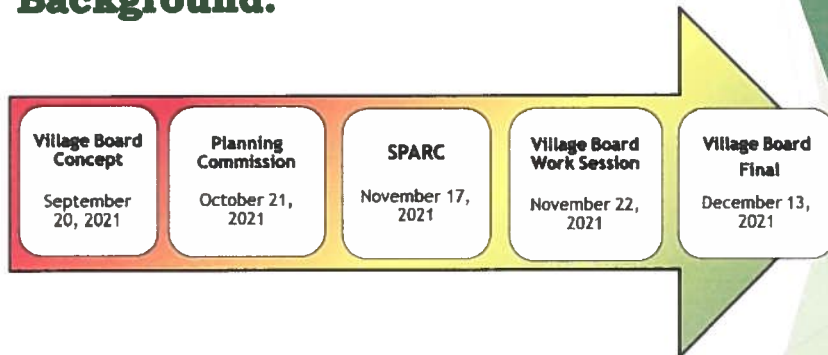 Background:
Village Board
Concept
September
20, 2021
Planning
Commission
October 21,
2021
SPARC
November 17,
2021
Village Board
Work Session
November 22,
2021
Village Board
Final
December 13,
2021